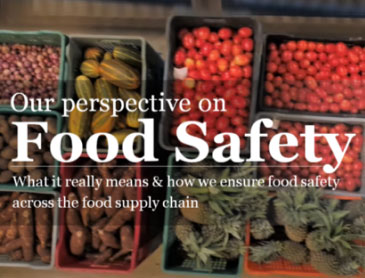 Our perspective on
Food Safety
What it really means & how we ensure food safety
across the food supply chain